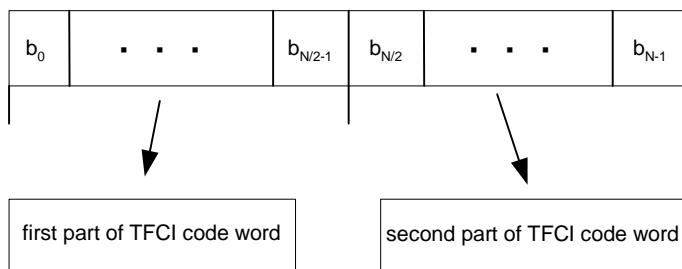 b0 . . . bN/2-1 bN/2 . . . bN-1
first part of TFCI code word second part of TFCI code word